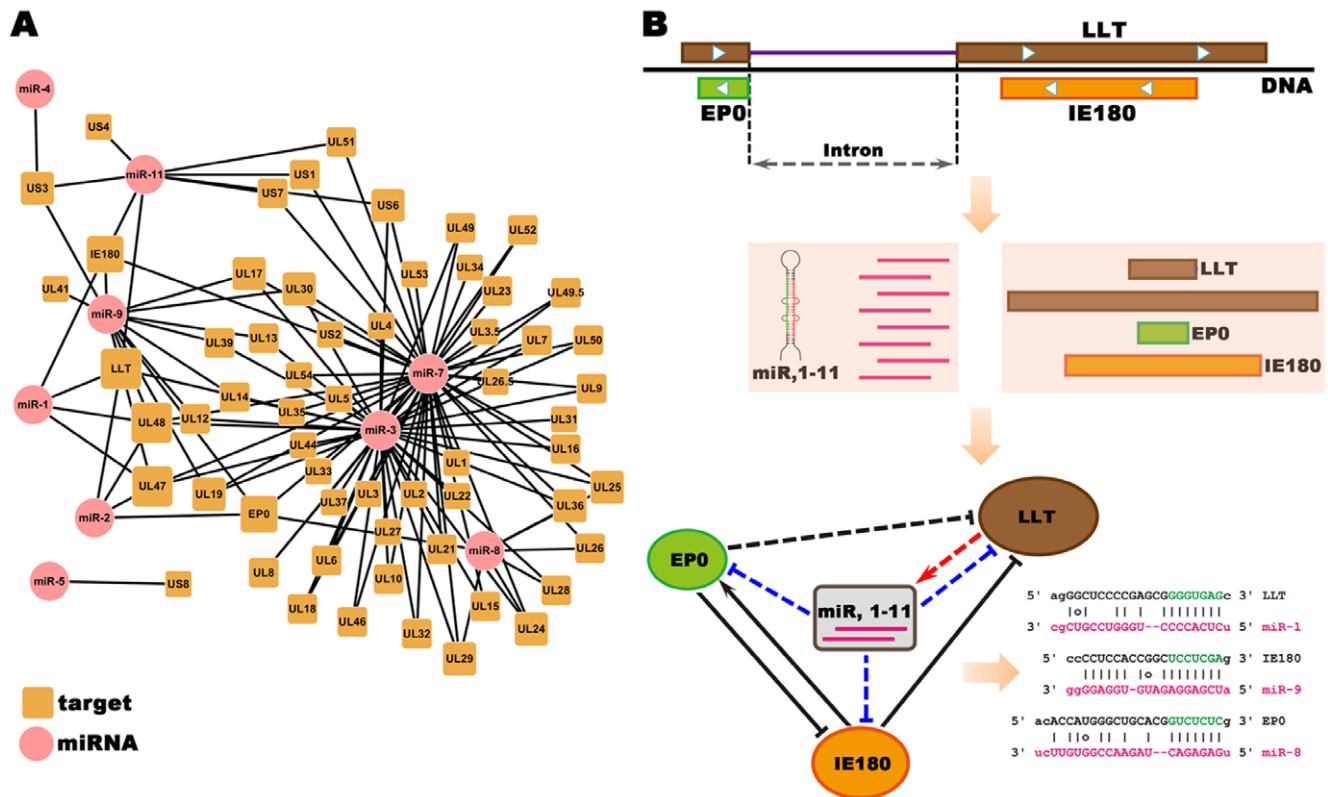 A
miR-4
US4
miR-11
UL51
US1
US3
US7
US6
UL49
UL52
IE180
UL41
UL17
UL30
UL53
UL34
UL23
UL49.5
miR-9
UL39
UL13
US2
UL4
UL3.5
UL7
UL50
LLT
UL54
miR-7
UL26.5
UL9
miR-1
UL14
UL35
UL5
UL48
UL12
miR-3
UL31
UL16
UL44
UL33
UL1
UL47
UL19
UL37
UL3
UL2
UL22
UL25
UL36
miR-2
EP0
UL27
UL21
miR-8
UL26
miR-5
US8
UL8
UL6
UL10
UL28
UL18
UL46
UL15
UL32
UL24
UL29
target
miRNA
B
LLT
DNA
EP0
IE180
Intron
miR,1-11
LLT
EP0
IE180
LLT
EP0
miR, 1-11
IE180
5' agGGCUCCCCGAGCGGGGUGAGc 3' LLT
|o| || | |||||||||
3' cgCUGCCUGGGU--CCCCACUCu 5' miR-1
5' ccCCUCCACCGGCUCCUCGAg 3' IE180
|||||| |o |||||||||
3' ggGGAGGU-GUAGAGGAGCUa 5' miR-9
5' acACCAUGGGCUGCACGGUCUCUCg 3' EP0
| ||o || | | ||||||||
3' ucUUGUGGCCAAGAU--CAGAGAGu 5' miR-8